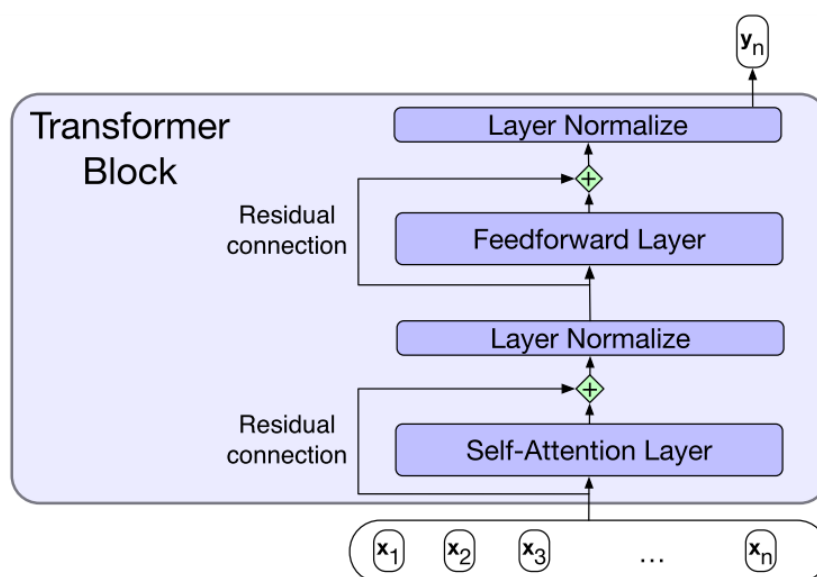 yn
Transformer
Block
Layer Normalize
+
Residual
connection
Feedforward Layer
Layer Normalize
+
Residual
connection
Self-Attention Layer
x1 x2 x3 ... xn